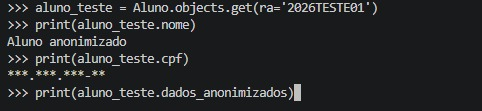 >>> aluno_teste = Aluno.objects.get(ra='2026TESTE01')
>>> print(aluno_teste.nome)
Aluno anonimizado
>>> print(aluno_teste.cpf)
***.***.***-**
>>> print(aluno_teste.dados_anonimizados)